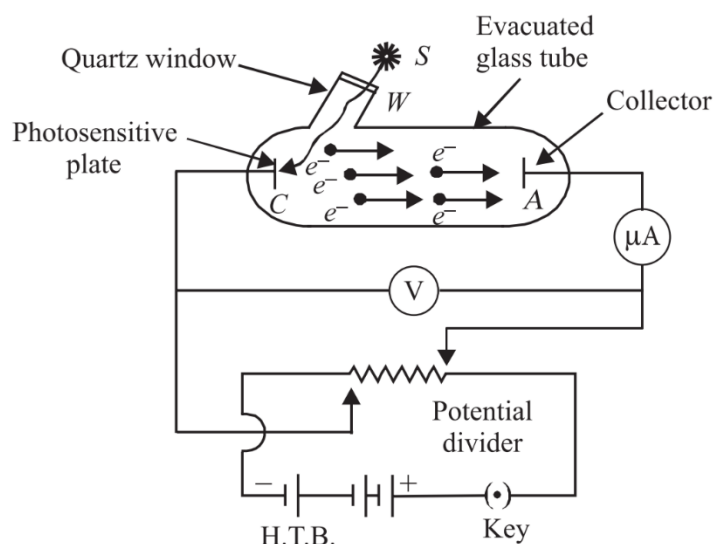 Evacuated
glass tube
Quartz window
S
W
Collector
Photosensitive
plate
e⁻
e⁻
e⁻
e⁻
e⁻
C
A
μA
V
Potential
divider
−
+
H.T.B.
Key